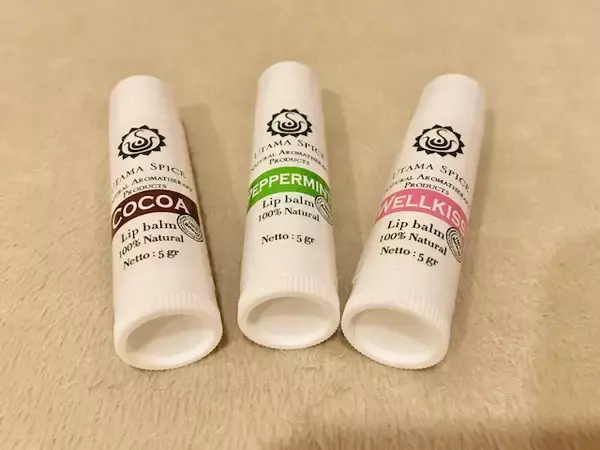 UTAMA SPICE
NATURAL AROMATHERAPY
PRODUCTS
COCOA
Lip balm
100% Natural
Netto : 5 gr
UTAMA SPICE
NATURAL AROMATHERAPY
PRODUCTS
PEPPERMINT
Lip balm
100% Natural
Netto : 5 gr
UTAMA SPICE
NATURAL AROMATHERAPY
PRODUCTS
WELLKISS
Lip balm
100% Natural
Netto : 5 gr